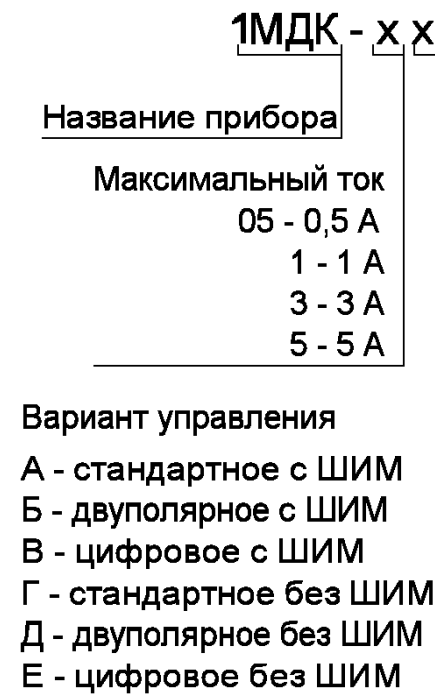 1МДК - x x
Название прибора
Максимальный ток
05 - 0,5 А
1 - 1 А
3 - 3 А
5 - 5 А
Вариант управления
А - стандартное с ШИМ
Б - двуполярное с ШИМ
В - цифровое с ШИМ
Г - стандартное без ШИМ
Д - двуполярное без ШИМ
Е - цифровое без ШИМ